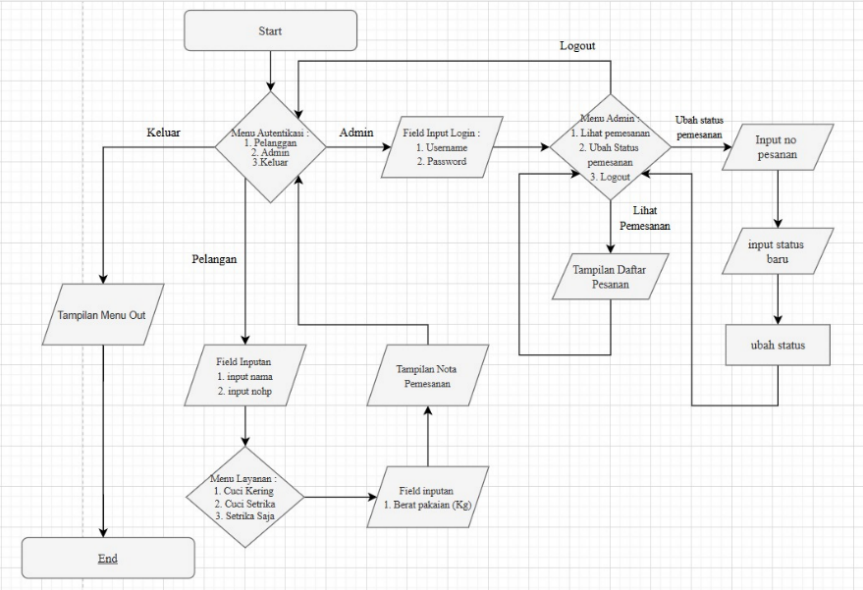 Start
Logout
Keluar
Menu Autentikasi :
1. Pelanggan
2. Admin
3.Keluar
Admin
Field Input Login :
1. Username
2. Password
Menu Admin :
1. Lihat pemesanan
2. Ubah Status
pemesanan
3. Logout
Ubah status
pemesanan
Input no
pesanan
Lihat
Pemesanan
input status
baru
Pelangan
Tampilan Daftar
Pesanan
Tampilan Menu Out
ubah status
Field Inputan
1. input nama
2. input nohp
Tampilan Nota
Pemesanan
Menu Layanan :
1. Cuci Kering
2. Cuci Setrika
3. Setrika Saja
Field inputan
1. Berat pakaian (Kg)
End